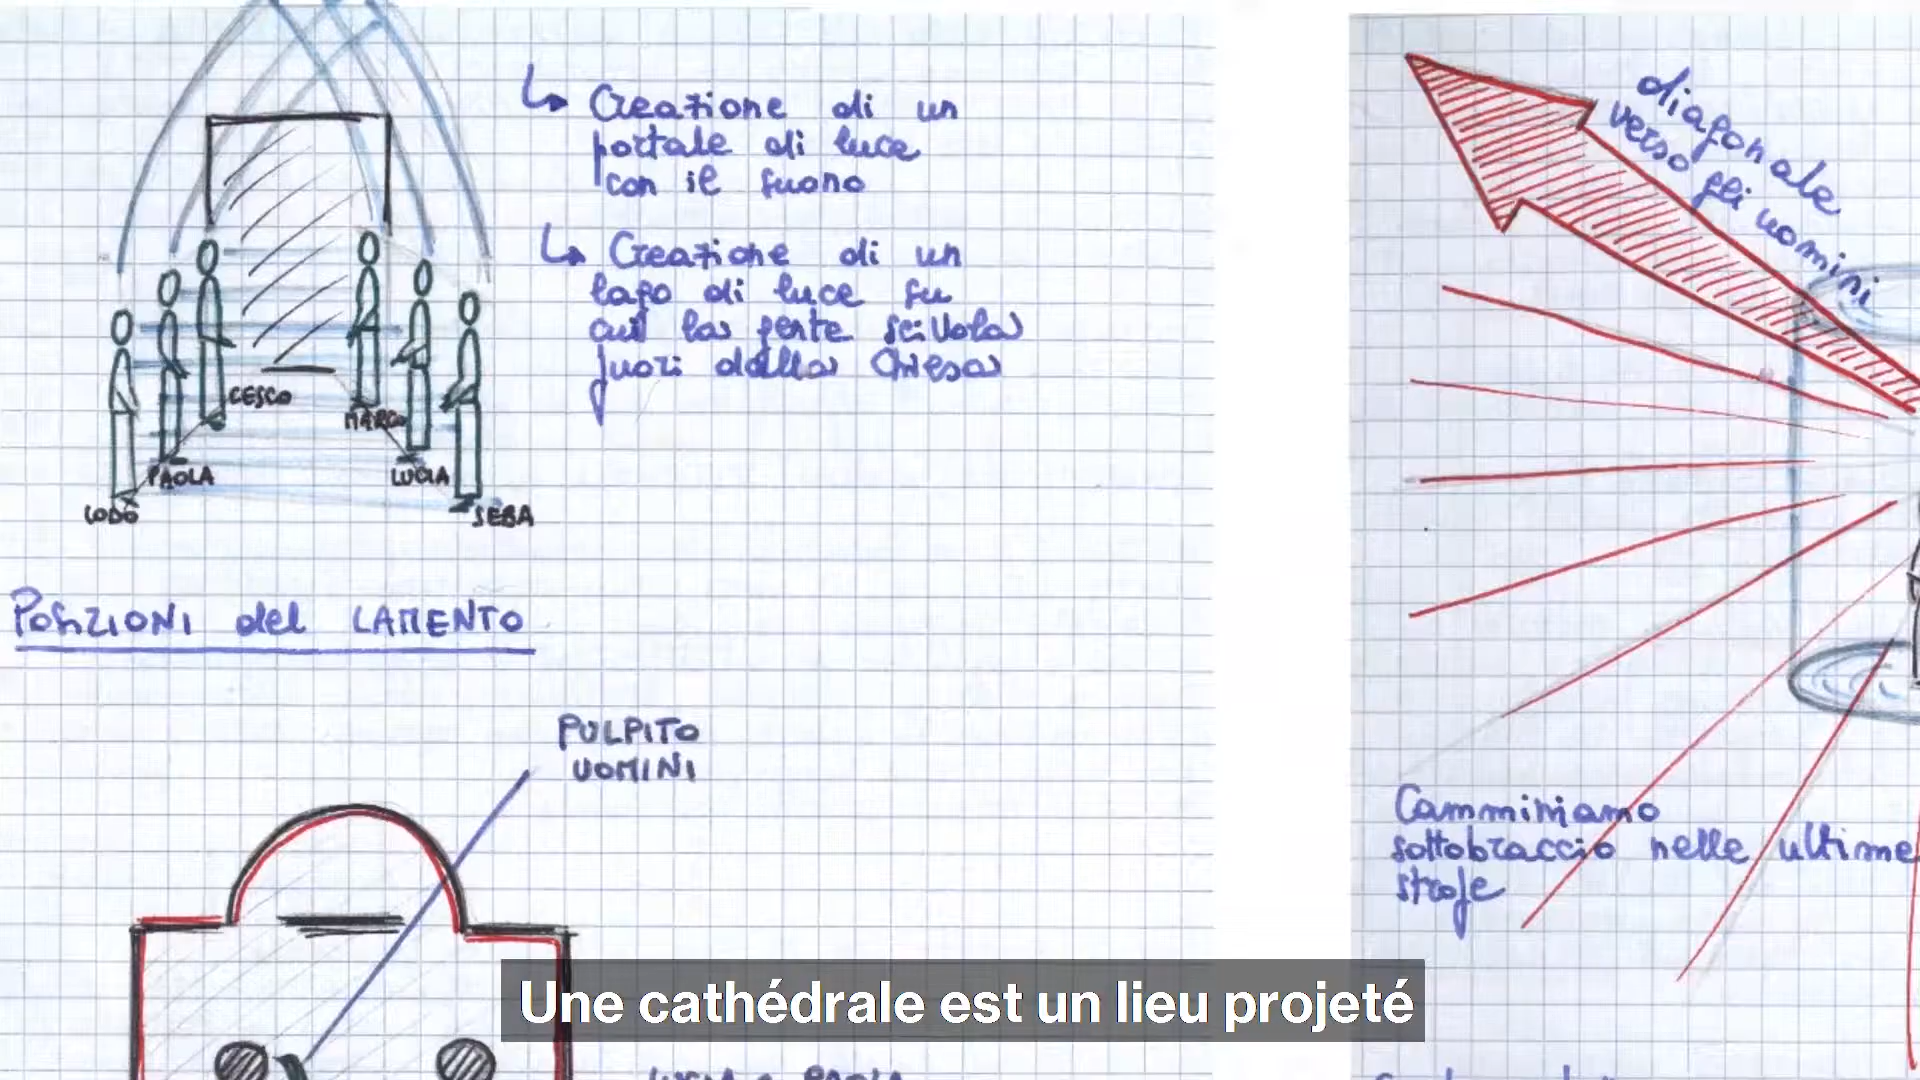 Creazione di un
portale di luce
con il suono
Creazione di un
lago di luce su
cui la gente scivola
fuori dalla chiesa
CESCO
MARCO
PAOLA
LUCIA
LODO
SEBA
POSIZIONI del LAMENTO
PULPITO
UOMINI
LUCIA e PAOLA
diagonale
verso gli uomini
Camminiamo
sottobraccio nelle ultime
strofe
Une cathédrale est un lieu projeté